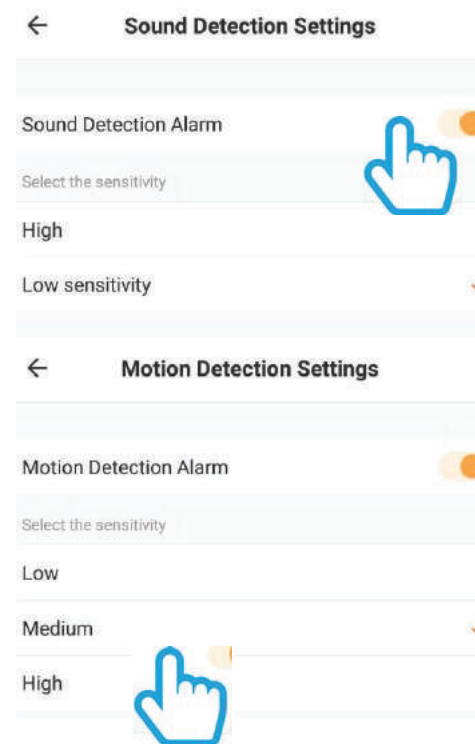 Sound Detection Settings
Sound Detection Alarm
Select the sensitivity
High
Low sensitivity
Motion Detection Settings
Motion Detection Alarm
Select the sensitivity
Low
Medium
High